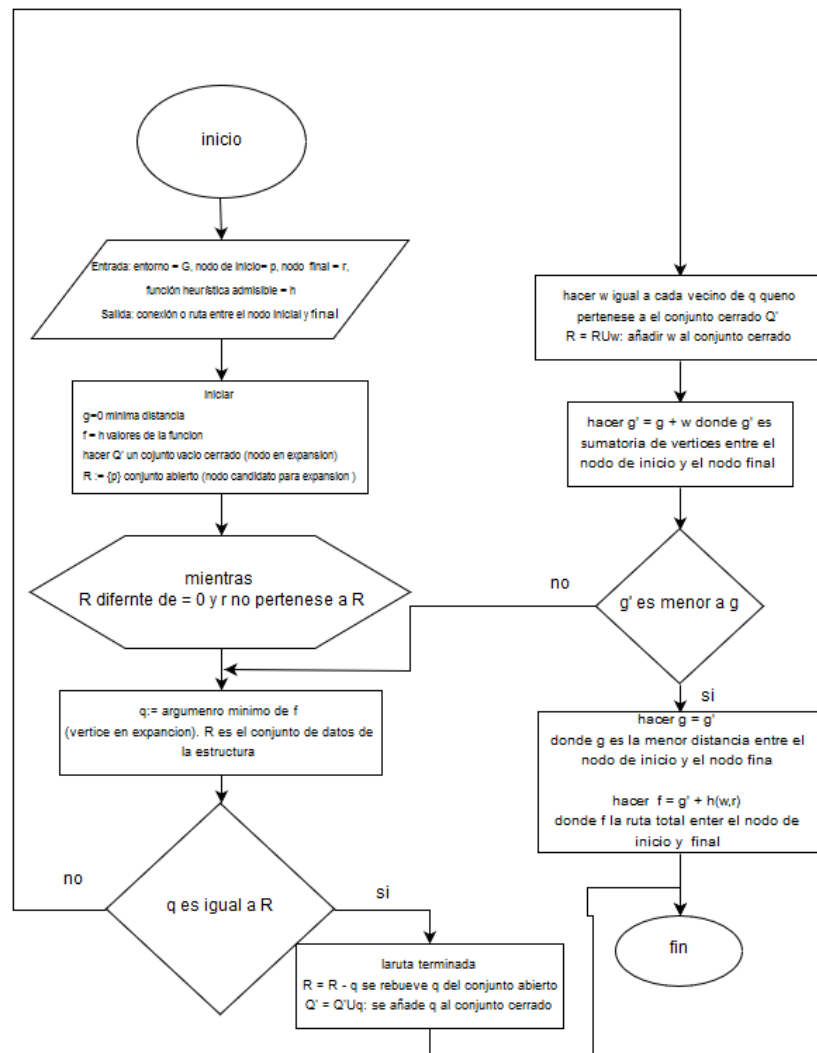 inicio
Entrada: entorno = G, nodo de inicio= p, nodo final = r,
función heurística admisible = h
Salida: conexión o ruta entre el nodo inicial y final
iniciar
g=0 minima distancia
f = h valores de la funcion
hacer Q' un cojunto vacio cerrado (nodo en expansion)
R := {p} conjunto abierto (nodo candidato para expansion )
mientras
R difernte de = 0 y r no pertenese a R
q:= argumenro minimo de f
(vertice en expancion). R es el conjunto de datos de
la estructura
q es igual a R
no
si
laruta terminada
R = R - q se rebueve q del conjunto abierto
Q' = Q'Uq: se añade q al conjunto cerrado
hacer w igual a cada vecino de q queno
pertenese a el conjunto cerrado Q'
R = RUw: añadir w al conjunto cerrado
hacer g' = g + w donde g' es
sumatoria de vertices entre el
nodo de inicio y el nodo final
g' es menor a g
no
si
hacer g = g'
donde g es la menor distancia entre el
nodo de inicio y el nodo fina
hacer f = g' + h(w,r)
donde f la ruta total enter el nodo de
inicio y final
fin